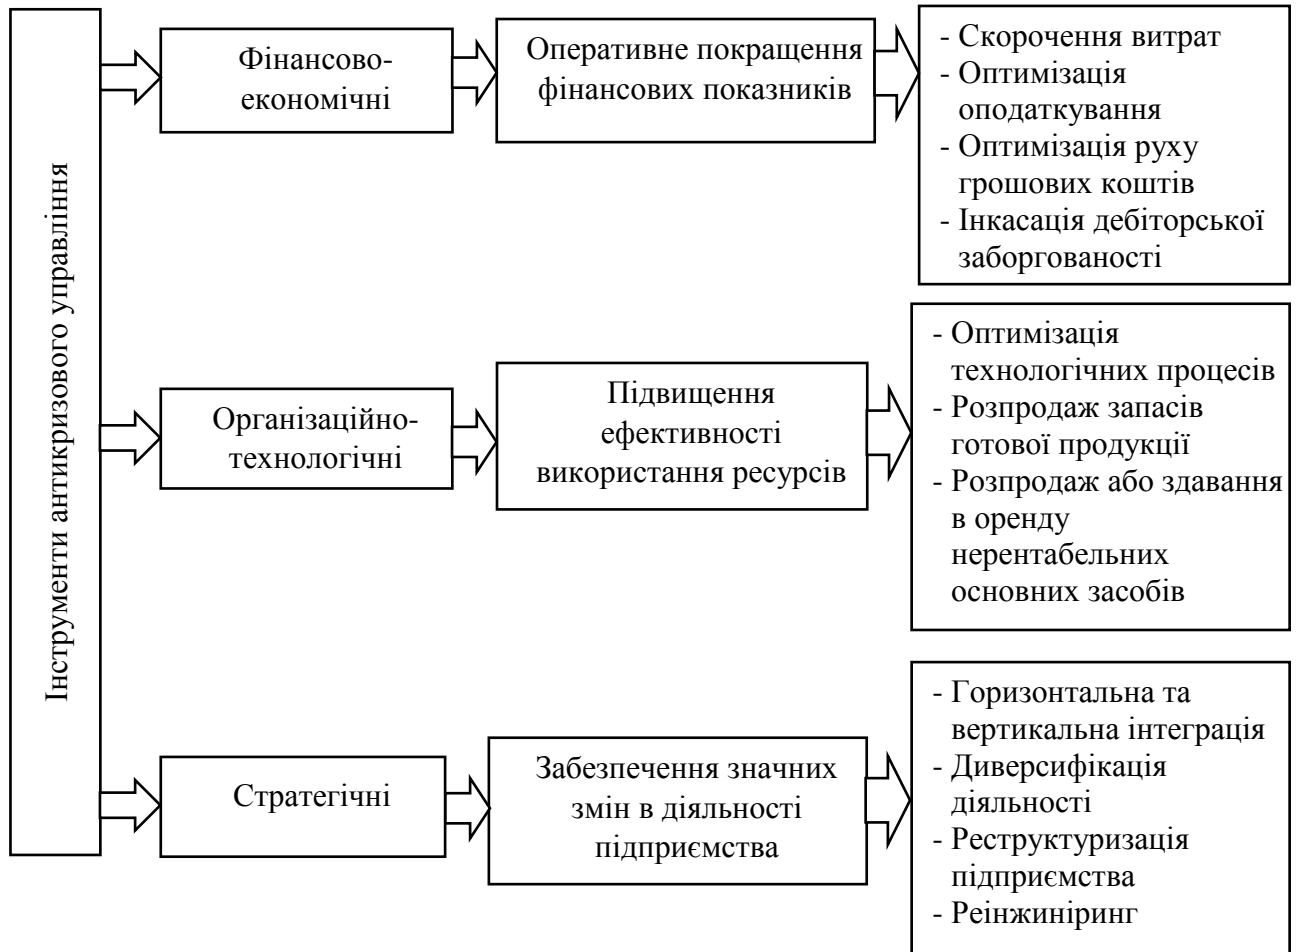 Інструменти антикризового управління
Фінансово-
економічні
Оперативне покращення
фінансових показників
- Скорочення витрат
- Оптимізація
оподаткування
- Оптимізація руху
грошових коштів
- Інкасація дебіторської
заборгованості
Організаційно-
технологічні
Підвищення
ефективності
використання ресурсів
- Оптимізація
технологічних процесів
- Розпродаж запасів
готової продукції
- Розпродаж або здавання
в оренду
нерентабельних
основних засобів
Стратегічні
Забезпечення значних
змін в діяльності
підприємства
- Горизонтальна та
вертикальна інтеграція
- Диверсифікація
діяльності
- Реструктуризація
підприємства
- Реінжиніринг